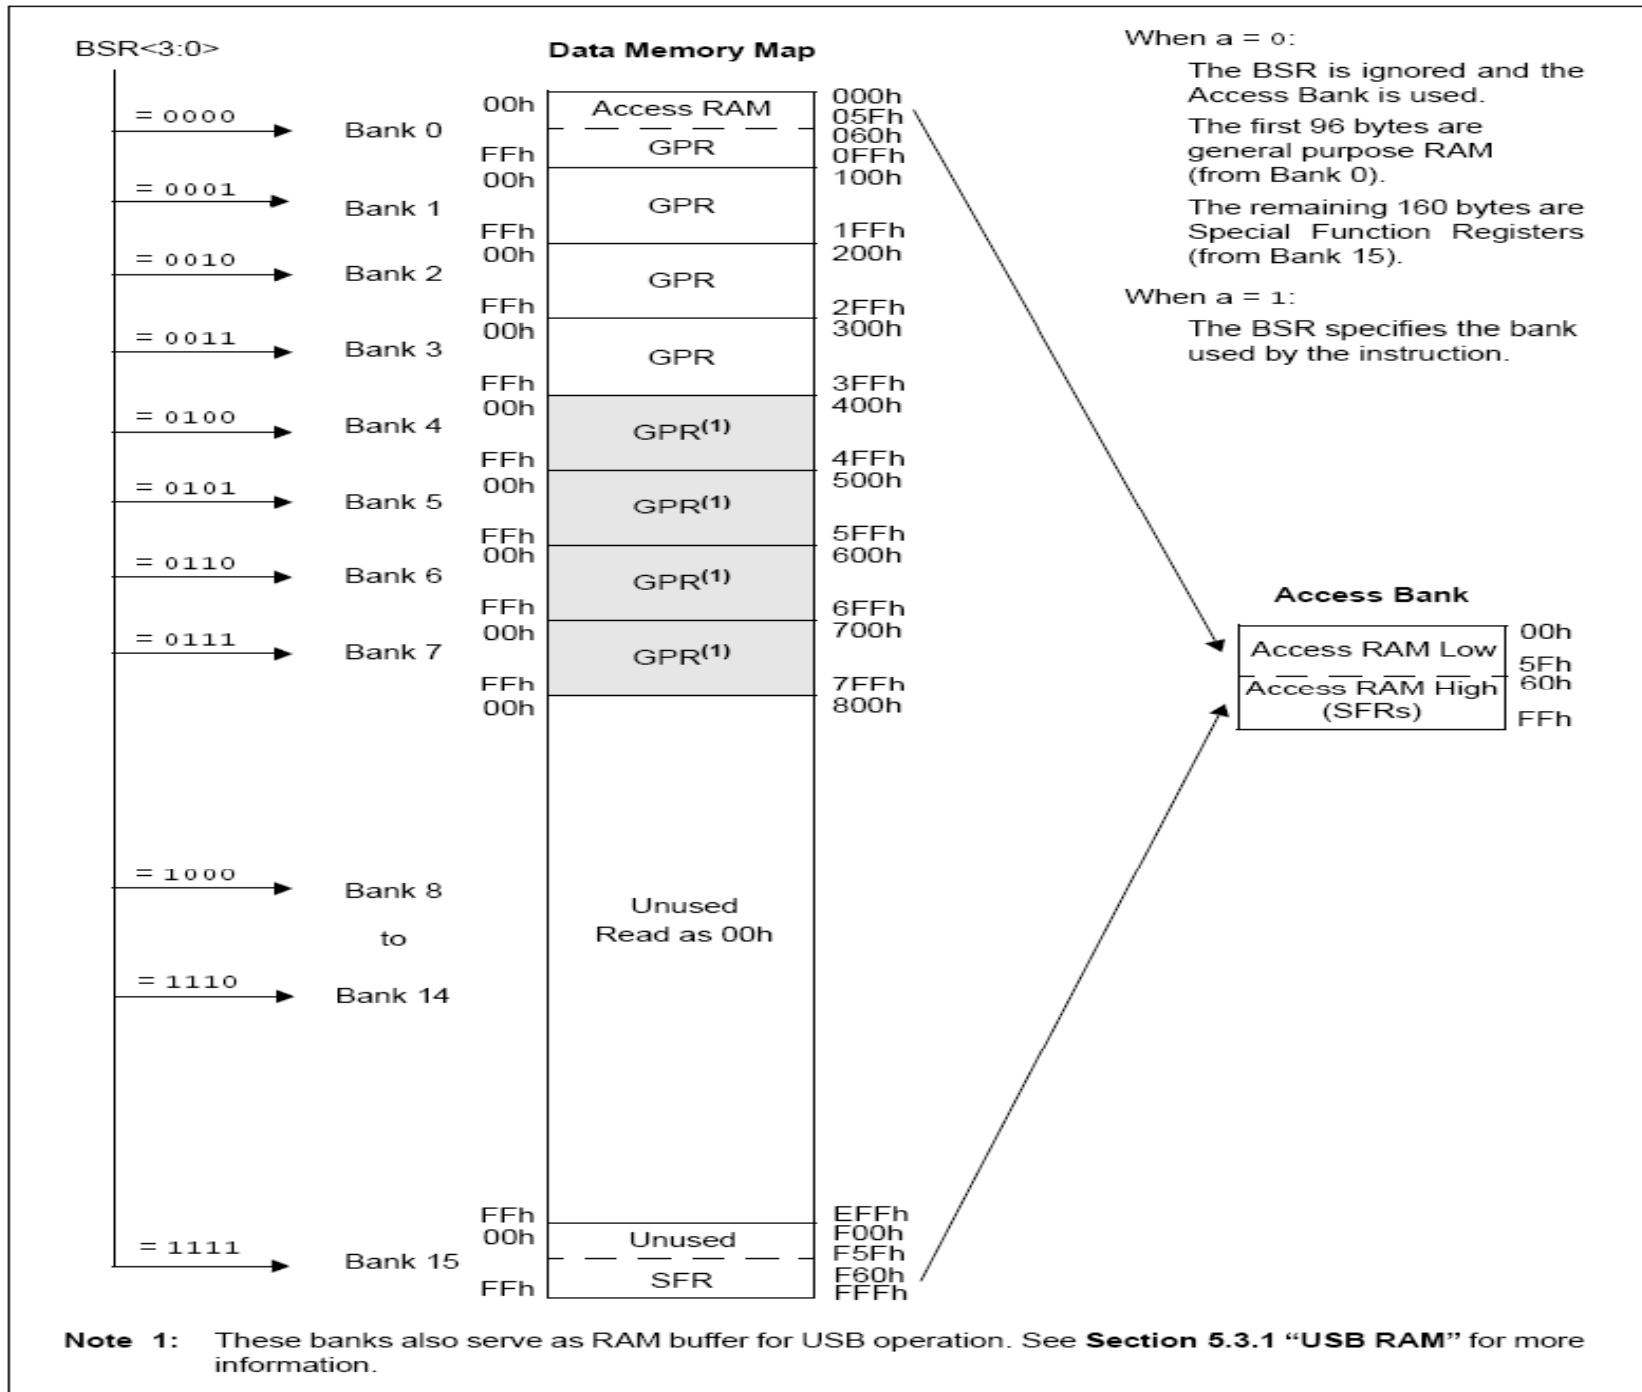 BSR<3:0>
Data Memory Map
When a = 0:
The BSR is ignored and the
Access Bank is used.
The first 96 bytes are
general purpose RAM
(from Bank 0).
The remaining 160 bytes are
Special Function Registers
(from Bank 15).
When a = 1:
The BSR specifies the bank
used by the instruction.
= 0000
Bank 0
00h
Access RAM
000h
05Fh
060h
GPR
FFh
0FFh
= 0001
Bank 1
00h
100h
GPR
FFh
1FFh
= 0010
Bank 2
00h
200h
GPR
FFh
2FFh
= 0011
Bank 3
00h
300h
GPR
FFh
3FFh
= 0100
Bank 4
00h
400h
GPR(1)
FFh
4FFh
= 0101
Bank 5
00h
500h
GPR(1)
FFh
5FFh
= 0110
Bank 6
00h
600h
GPR(1)
FFh
6FFh
= 0111
Bank 7
00h
700h
GPR(1)
FFh
7FFh
00h
800h
= 1000
Bank 8
to
= 1110
Bank 14
Unused
Read as 00h
FFh
EFFh
= 1111
Bank 15
00h
F00h
Unused
F5Fh
F60h
SFR
FFh
FFFh
Access Bank
Access RAM Low
00h
5Fh
Access RAM High
(SFRs)
60h
FFh
Note 1: These banks also serve as RAM buffer for USB operation. See Section 5.3.1 “USB RAM” for more
information.